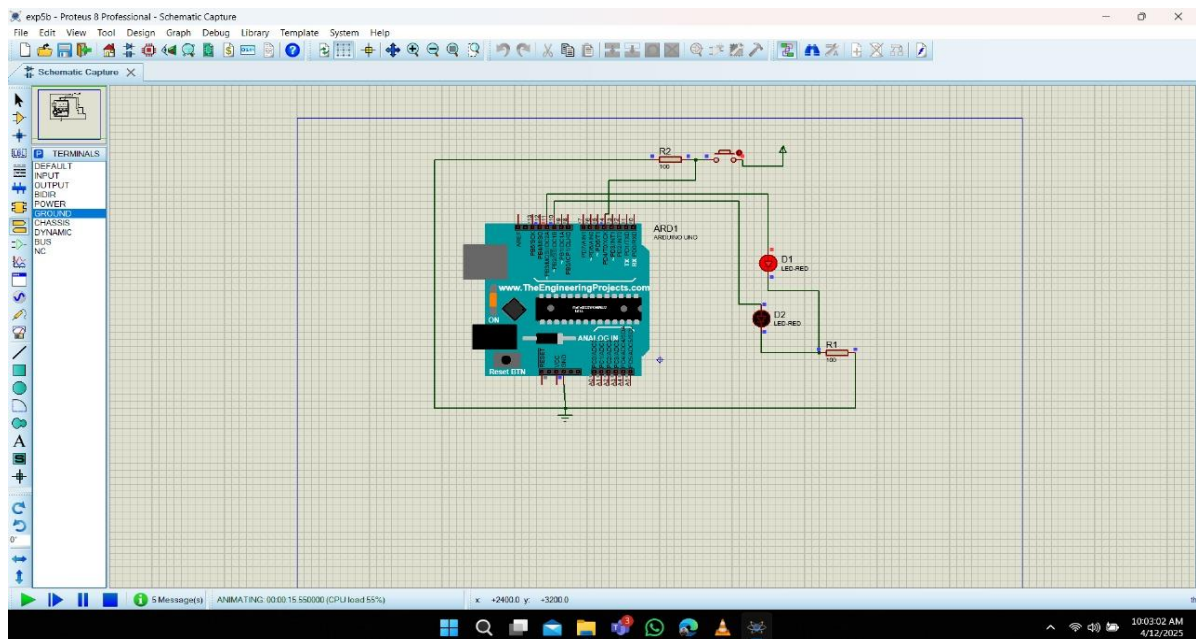 exp5b - Proteus 8 Professional - Schematic Capture
File Edit View Tool Design Graph Debug Library Template System Help
Schematic Capture
TERMINALS
DEFAULT
INPUT
OUTPUT
BIDIR
POWER
GROUND
CHASSIS
DYNAMIC
BUS
NC
R2
100
ARD1
ARDUINO UNO
www.TheEngineeringProjects.com
ON
ANALOG IN
Reset BTN
RESET
D1
LED-RED
D2
LED-RED
R1
100
5 Message(s)
ANIMATING: 00:00:15.550000 (CPU load 55%)
x: +2400.0 y: -3200.0
10:03:02 AM
4/12/2025